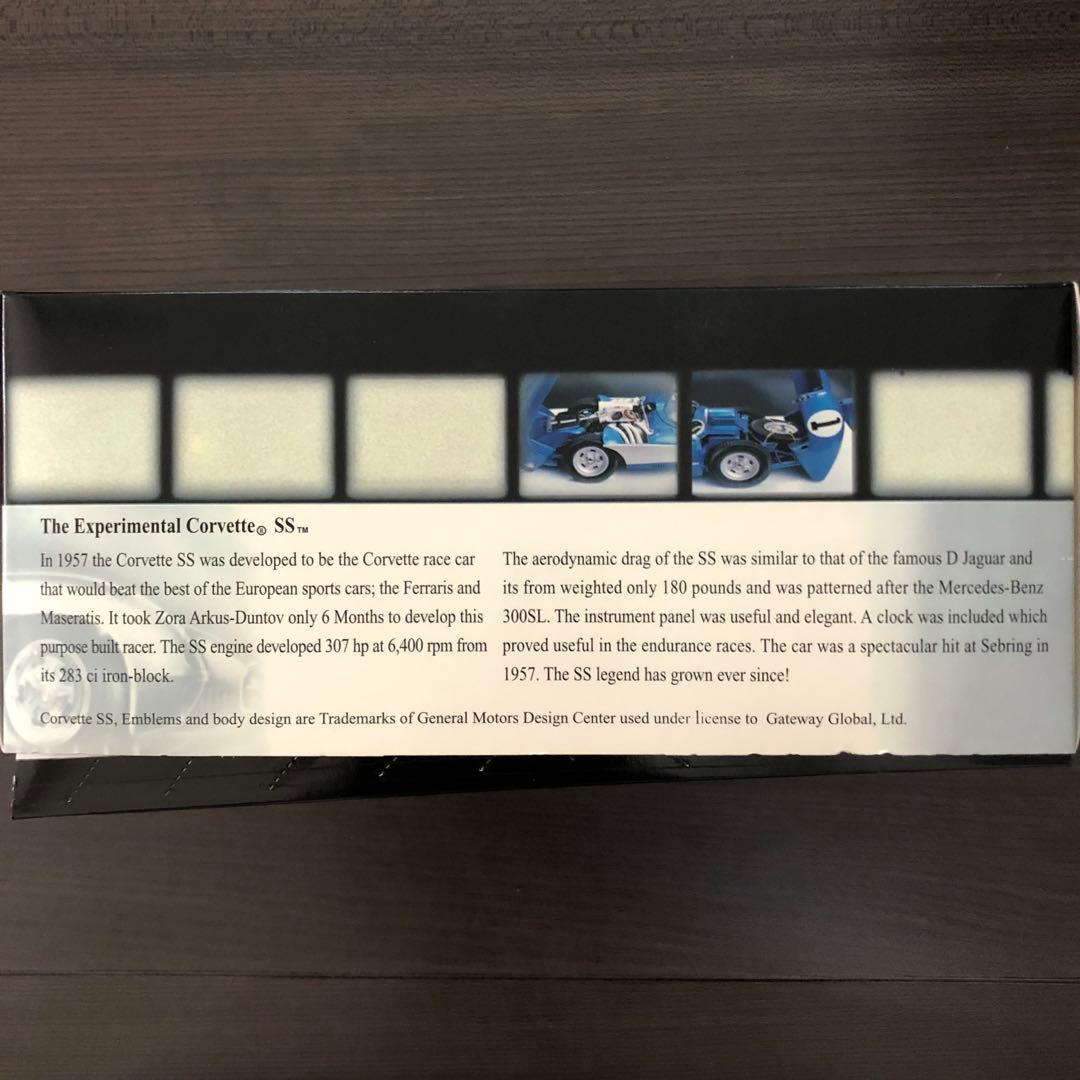 1
The Experimental Corvette® SS™
In 1957 the Corvette SS was developed to be the Corvette race car
that would beat the best of the European sports cars; the Ferraris and
Maseratis. It took Zora Arkus-Duntov only 6 Months to develop this
purpose built racer. The SS engine developed 307 hp at 6,400 rpm from
its 283 ci iron-block.
The aerodynamic drag of the SS was similar to that of the famous D Jaguar and
its from weighted only 180 pounds and was patterned after the Mercedes-Benz
300SL. The instrument panel was useful and elegant. A clock was included which
proved useful in the endurance races. The car was a spectacular hit at Sebring in
1957. The SS legend has grown ever since!
Corvette SS, Emblems and body design are Trademarks of General Motors Design Center used under license to Gateway Global, Ltd.